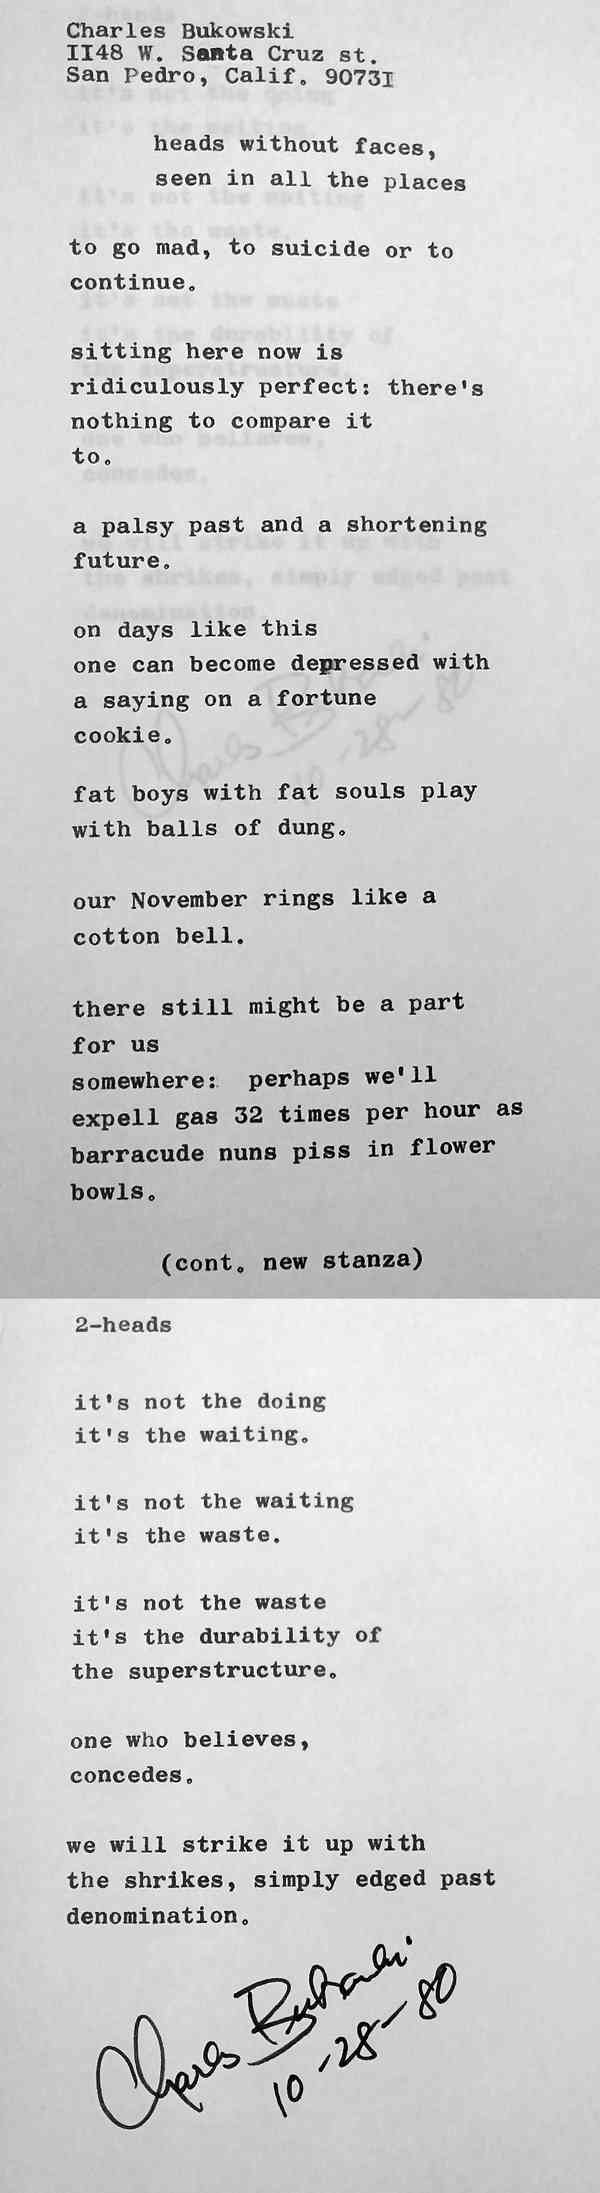 Charles Bukowski
II48 W. Santa Cruz st.
San Pedro, Calif. 9073I
heads without faces,
seen in all the places
to go mad, to suicide or to
continue.
sitting here now is
ridiculously perfect: there's
nothing to compare it
to.
a palsy past and a shortening
future.
on days like this
one can become depressed with
a saying on a fortune
cookie.
fat boys with fat souls play
with balls of dung.
our November rings like a
cotton bell.
there still might be a part
for us
somewhere: perhaps we'll
expell gas 32 times per hour as
barracude nuns piss in flower
bowls.
(cont. new stanza)
2-heads
it's not the doing
it's the waiting.
it's not the waiting
it's the waste.
it's not the waste
it's the durability of
the superstructure.
one who believes,
concedes.
we will strike it up with
the shrikes, simply edged past
denomination.
Charles Bukowski
10-28-80